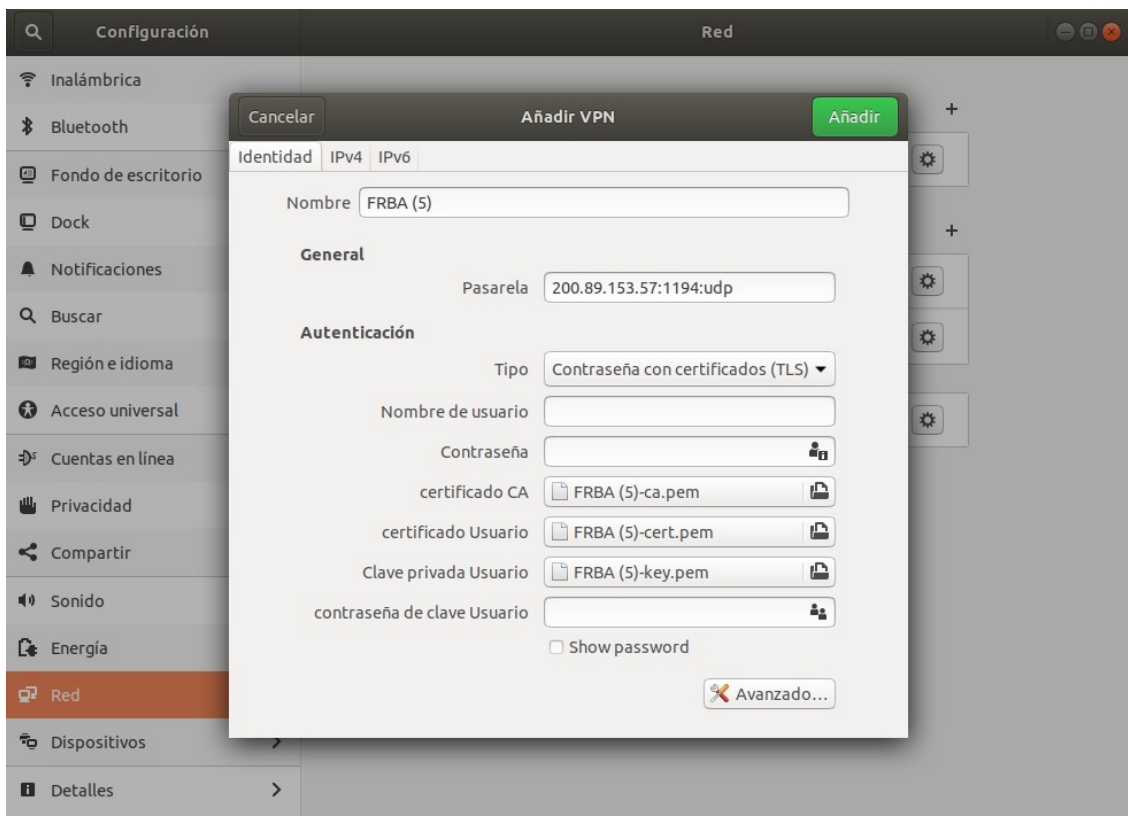 Configuración
Red
Inalámbrica
Bluetooth
Fondo de escritorio
Dock
Notificaciones
Buscar
Región e idioma
Acceso universal
Cuentas en línea
Privacidad
Compartir
Sonido
Energía
Red
Dispositivos
Detalles
Cancelar
Añadir VPN
Añadir
Identidad IPv4 IPv6
Nombre FRBA (5)
General
Pasarela 200.89.153.57:1194:udp
Autenticación
Tipo Contraseña con certificados (TLS)
Nombre de usuario
Contraseña
certificado CA FRBA (5)-ca.pem
certificado Usuario FRBA (5)-cert.pem
Clave privada Usuario FRBA (5)-key.pem
contraseña de clave Usuario
Show password
Avanzado...